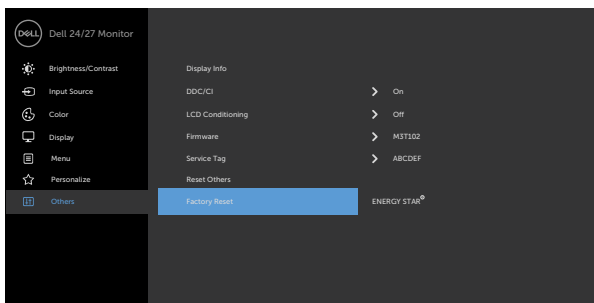 DELL Dell 24/27 Monitor
Brightness/Contrast Display Info
Input Source DDC/CI On
Color LCD Conditioning Off
Display Firmware M3T102
Menu Service Tag ABCDEF
Personalize Reset Others
Others Factory Reset ENERGY STAR®